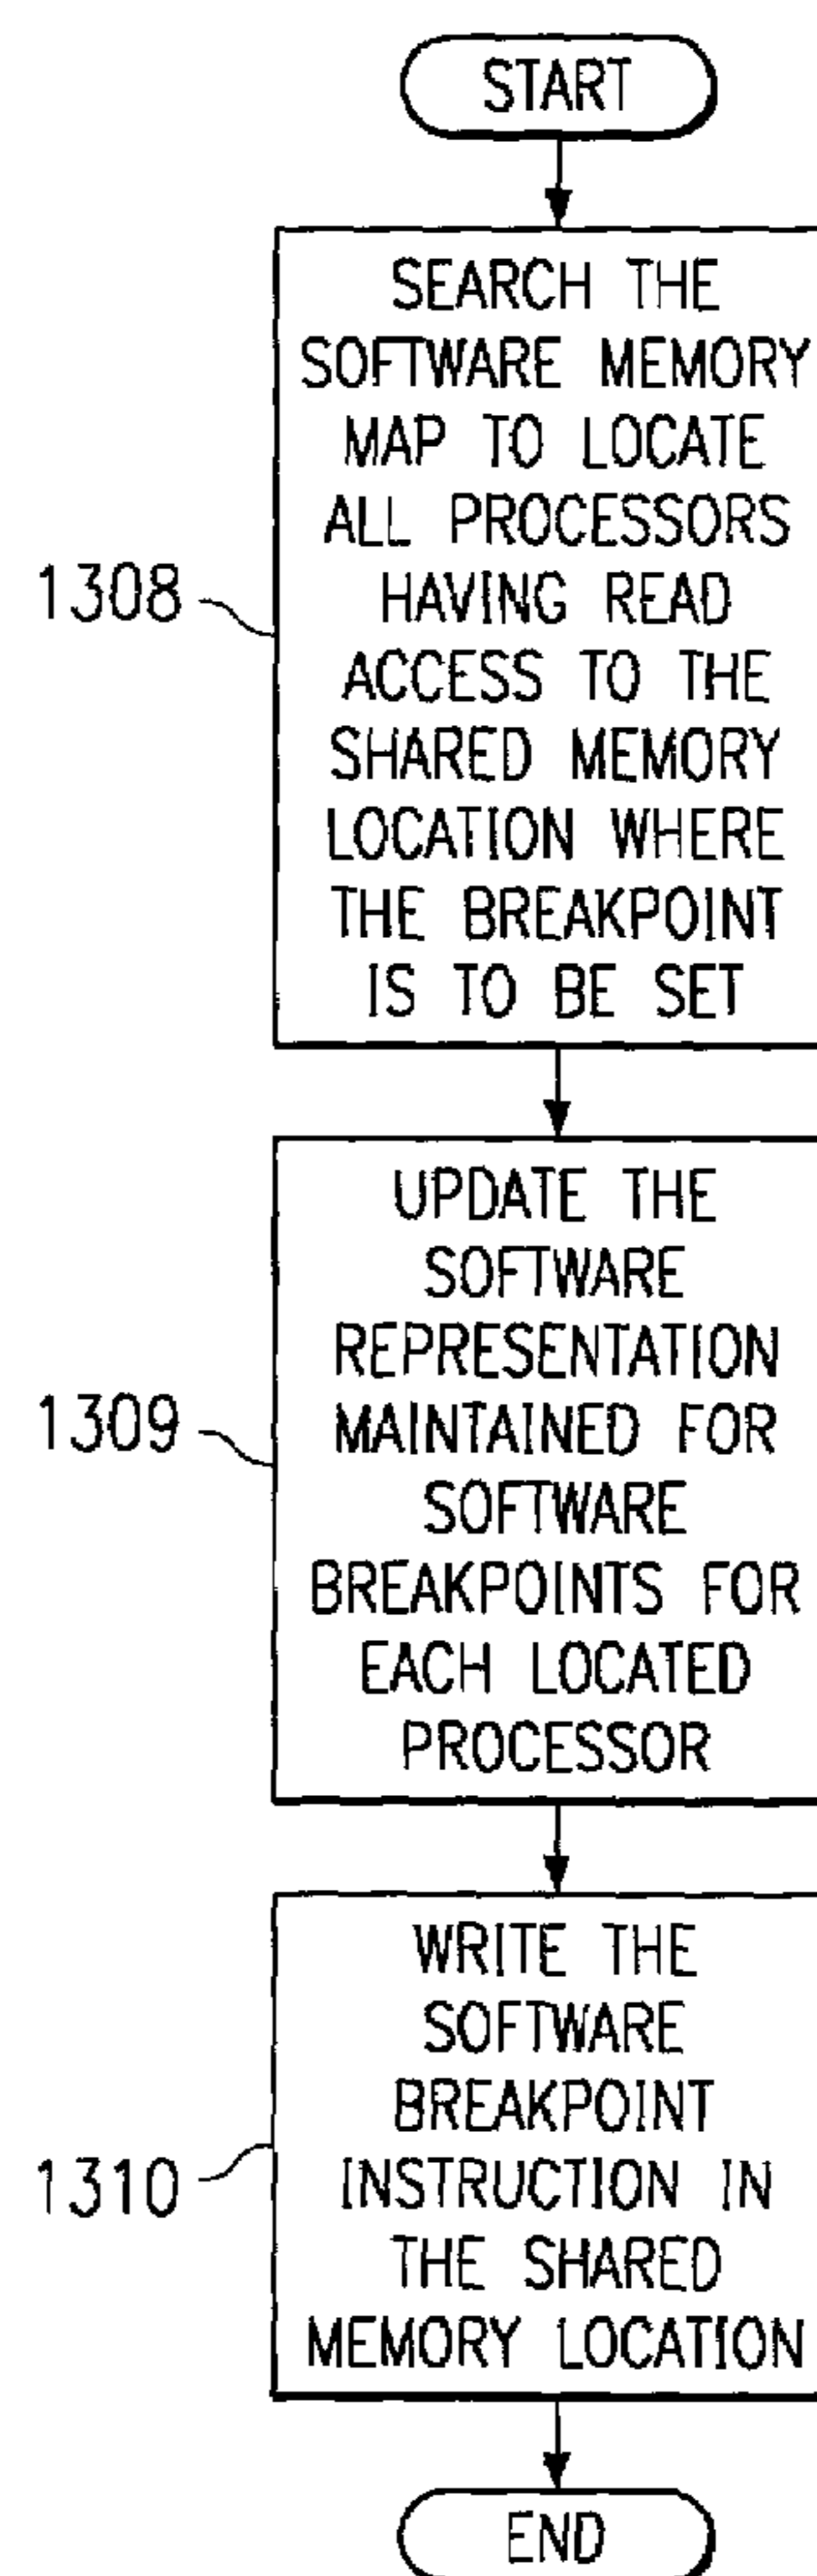 START
SEARCH THE
SOFTWARE MEMORY
MAP TO LOCATE
ALL PROCESSORS
HAVING READ
ACCESS TO THE
SHARED MEMORY
LOCATION WHERE
THE BREAKPOINT
IS TO BE SET
1308
UPDATE THE
SOFTWARE
REPRESENTATION
MAINTAINED FOR
SOFTWARE
BREAKPOINTS FOR
EACH LOCATED
PROCESSOR
1309
WRITE THE
SOFTWARE
BREAKPOINT
INSTRUCTION IN
THE SHARED
MEMORY LOCATION
1310
END